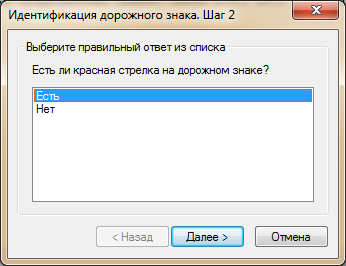 Идентификация дорожного знака. Шаг 2
Выберите правильный ответ из списка
Есть ли красная стрелка на дорожном знаке?
Есть
Нет
< Назад Далее > Отмена